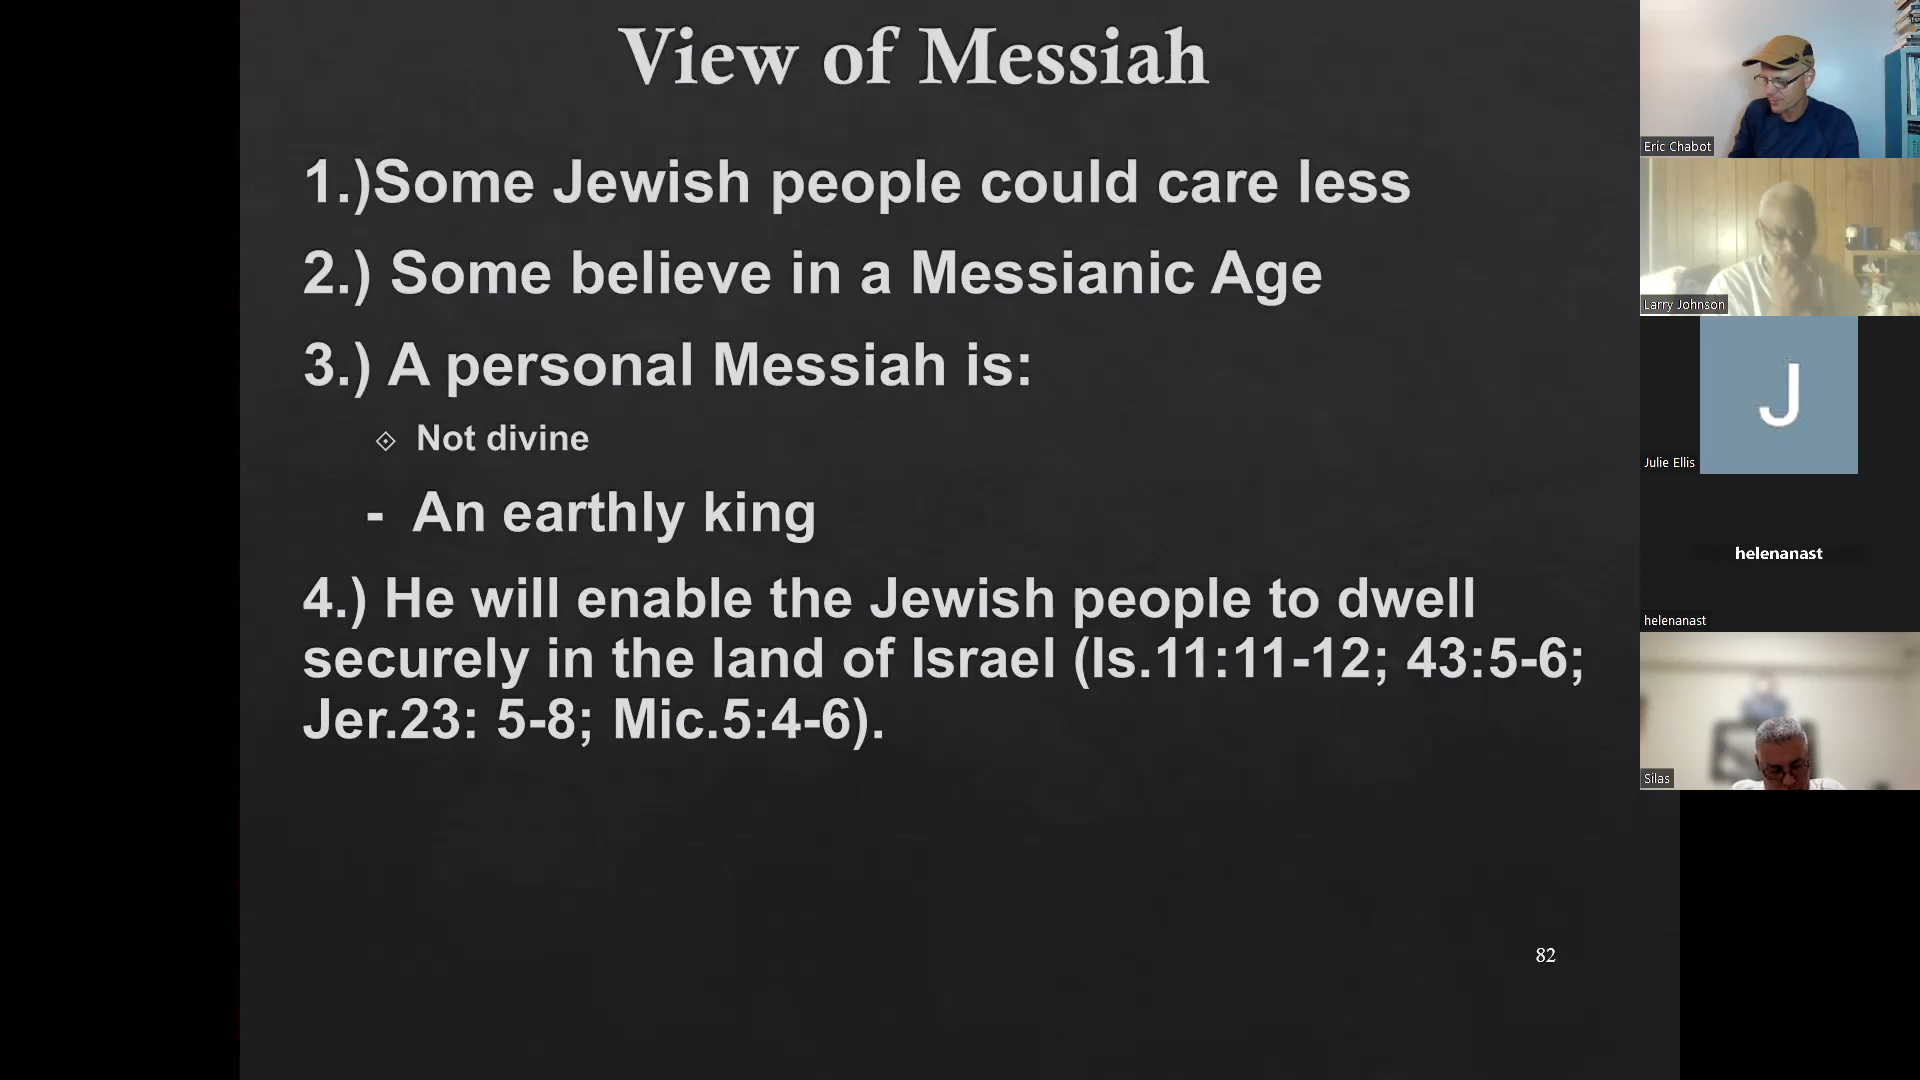 View of Messiah
1.)Some Jewish people could care less
2.) Some believe in a Messianic Age
3.) A personal Messiah is:
Not divine
- An earthly king
4.) He will enable the Jewish people to dwell
securely in the land of Israel (Is.11:11-12; 43:5-6;
Jer.23: 5-8; Mic.5:4-6).
82
Eric Chabot
Larry Johnson
J
Julie Ellis
helenanast
helenanast
Silas